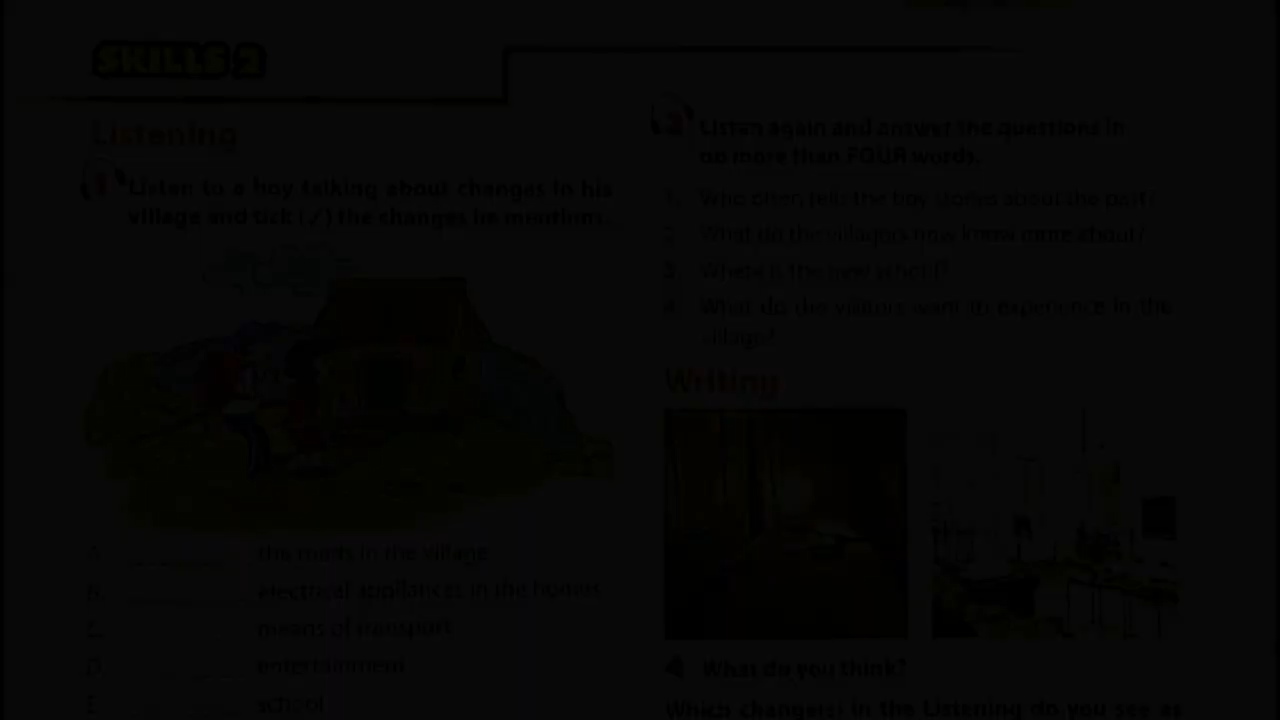 SKILLS 2
Listening
1 Listen to a boy talking about changes in his
village and tick (✓) the changes he mentions.
A. the roads in the village
B. electrical appliances in the homes
C. means of transport
D. entertainment
E. school
2 Listen again and answer the questions in
no more than FOUR words.
1. Who often tells the boy stories about the past?
2. What do the villagers now know more about?
3. Where is the new school?
4. What do the visitors want to experience in the
village?
Writing
4 What do you think?
Which change(s) in the Listening do you see as